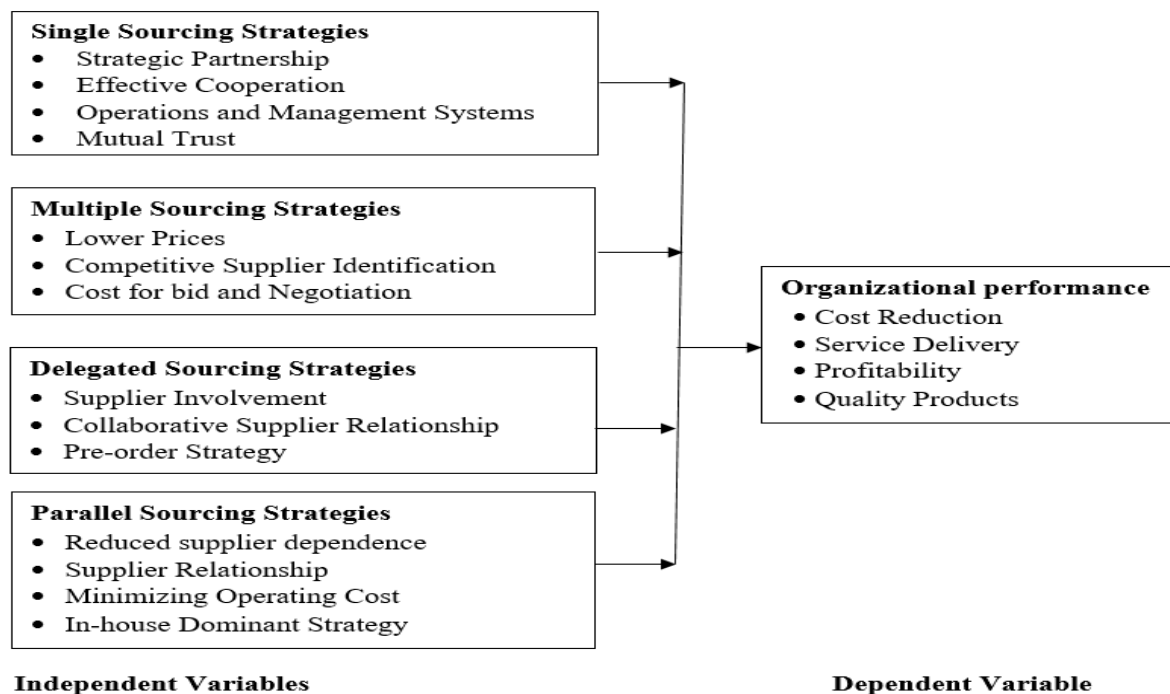 Single Sourcing Strategies
• Strategic Partnership
• Effective Cooperation
• Operations and Management Systems
• Mutual Trust
Multiple Sourcing Strategies
• Lower Prices
• Competitive Supplier Identification
• Cost for bid and Negotiation
Delegated Sourcing Strategies
• Supplier Involvement
• Collaborative Supplier Relationship
• Pre-order Strategy
Parallel Sourcing Strategies
• Reduced supplier dependence
• Supplier Relationship
• Minimizing Operating Cost
• In-house Dominant Strategy
Independent Variables
Organizational performance
• Cost Reduction
• Service Delivery
• Profitability
• Quality Products
Dependent Variable